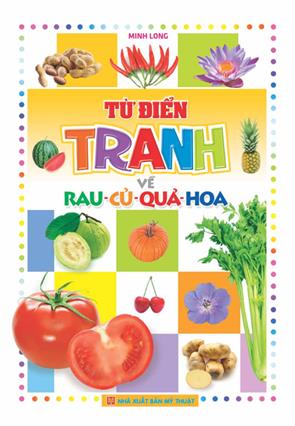 MINH LONG
TỪ ĐIỂN
TRANH
VỀ
RAU-CỦ-QUẢ-HOA
NHÀ XUẤT BẢN MỸ THUẬT